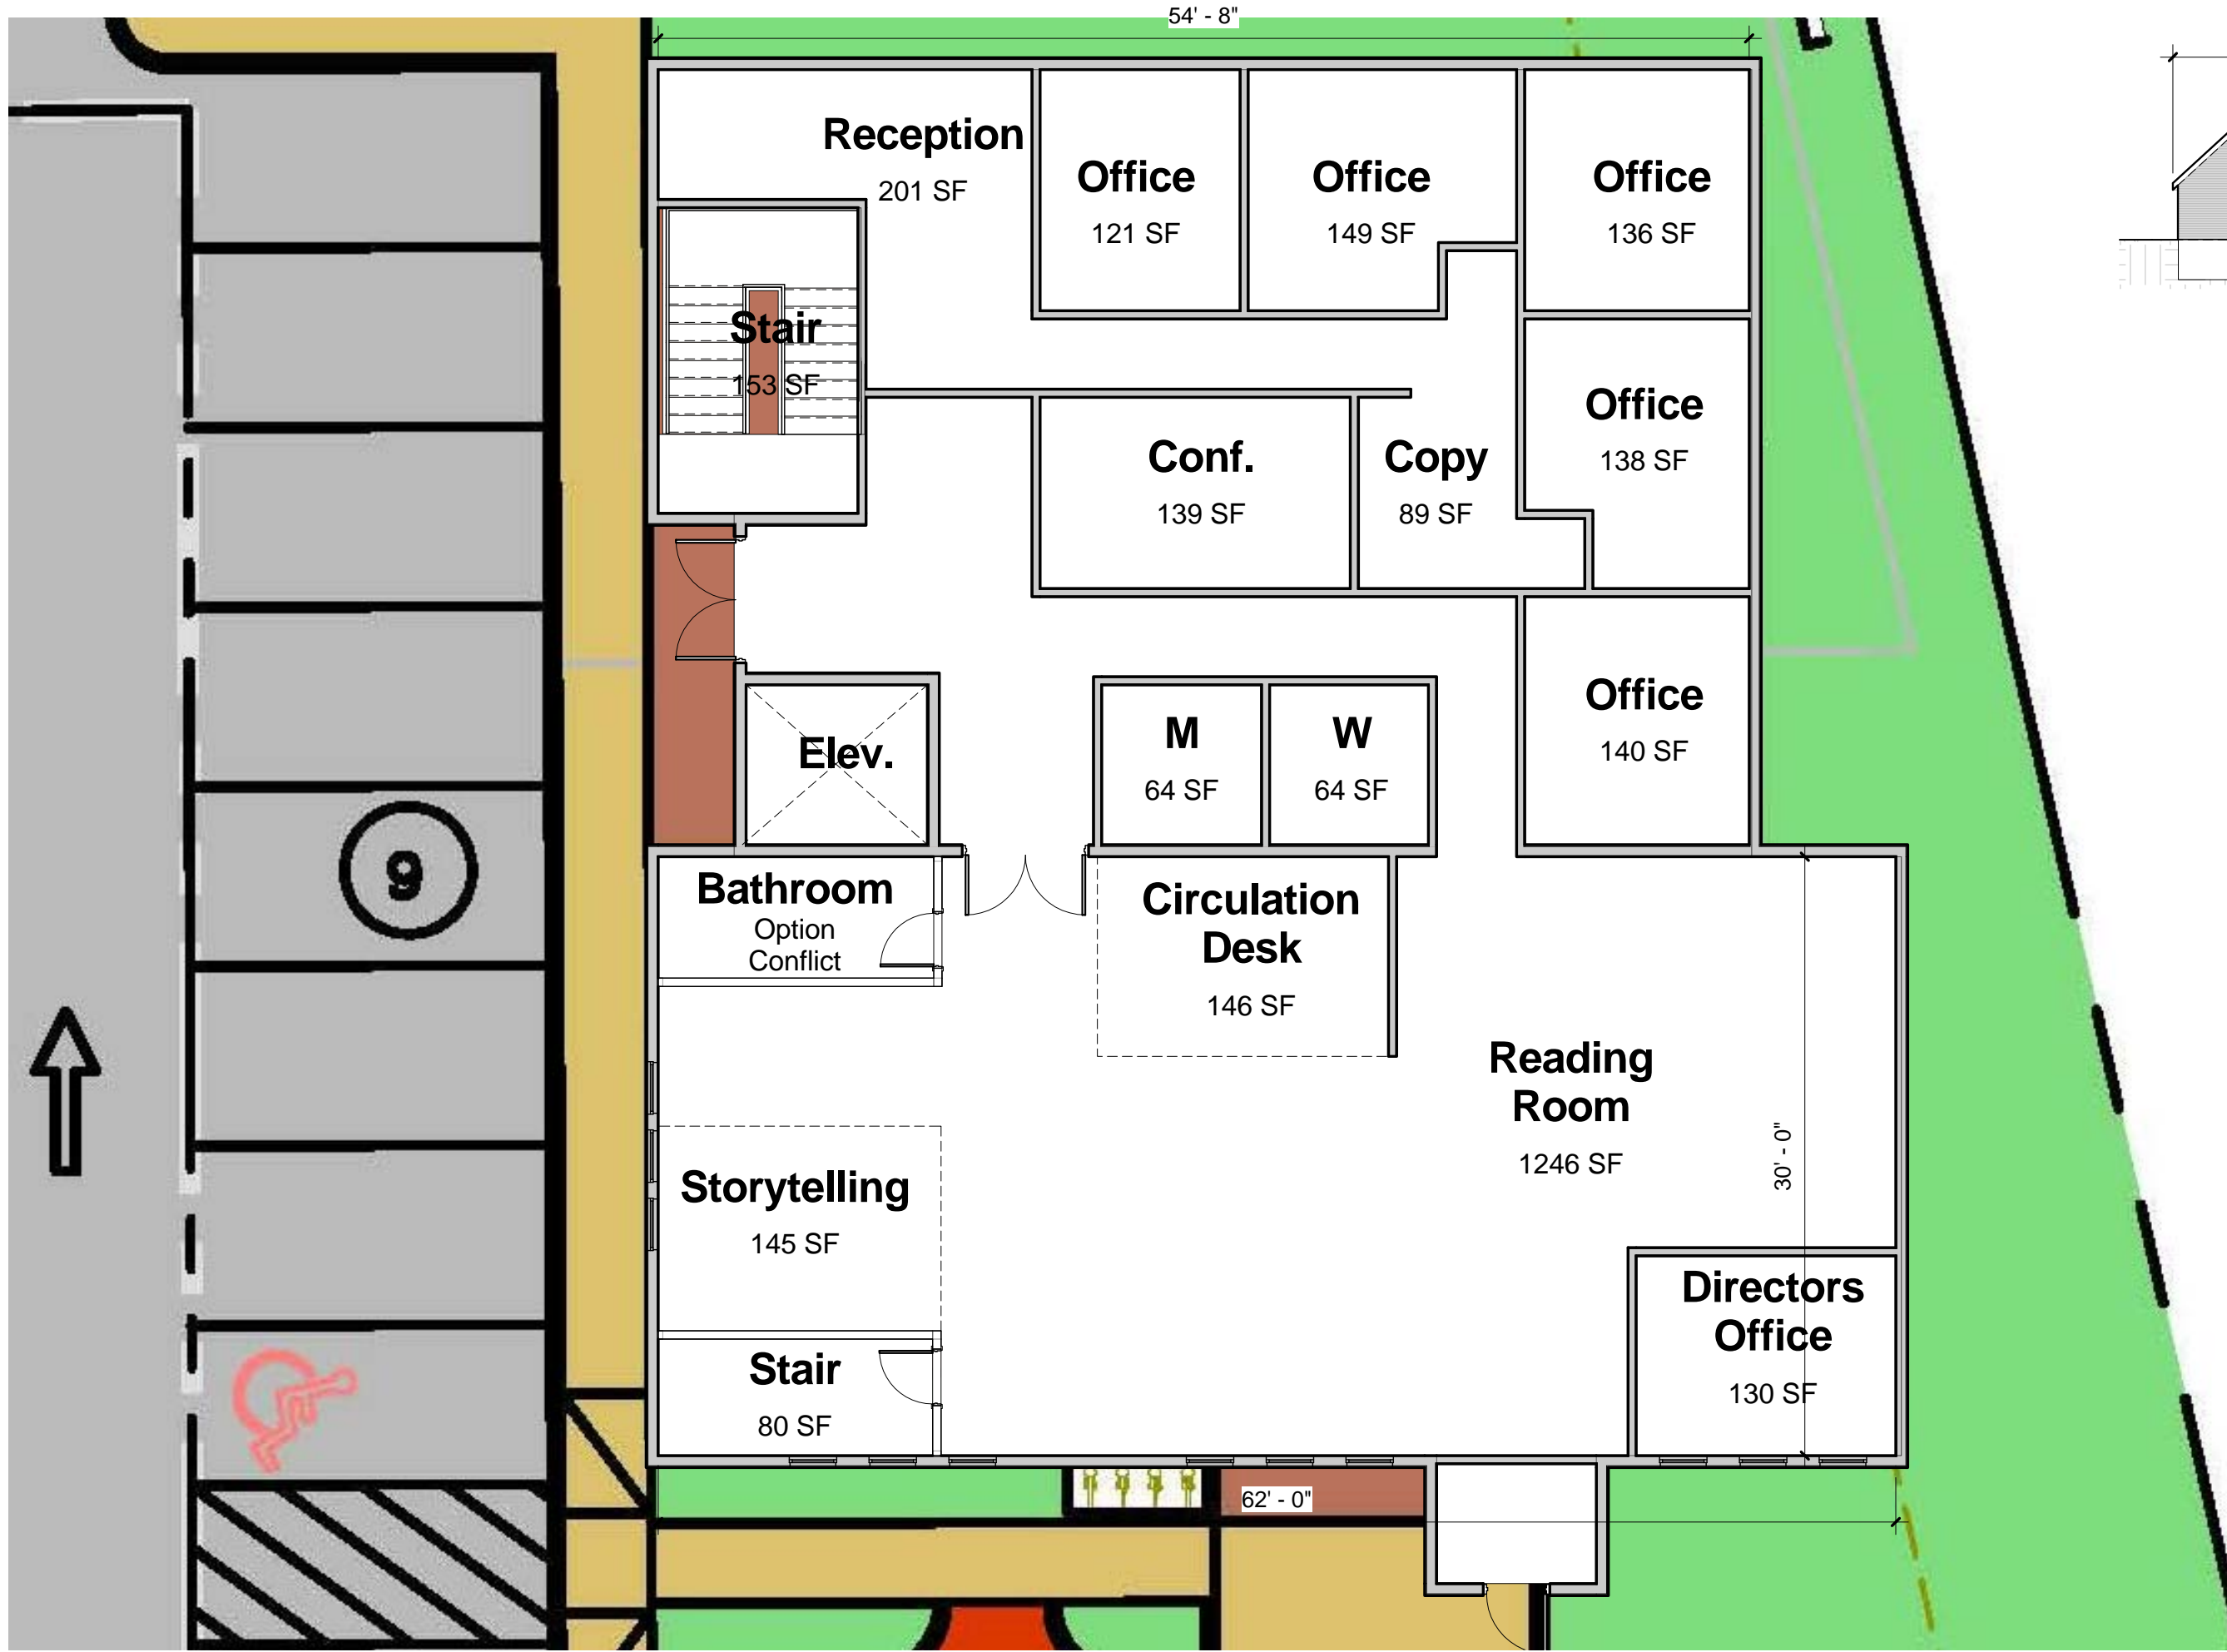 54' - 8"
Reception
201 SF
Office
121 SF
Office
149 SF
Office
136 SF
Stair
153 SF
Office
138 SF
Conf.
139 SF
Copy
89 SF
Office
140 SF
M
64 SF
W
64 SF
Elev.
9
Bathroom
Option
Conflict
Circulation
Desk
146 SF
Reading
Room
1246 SF
30' - 0"
Storytelling
145 SF
Directors
Office
130 SF
Stair
80 SF
62' - 0"